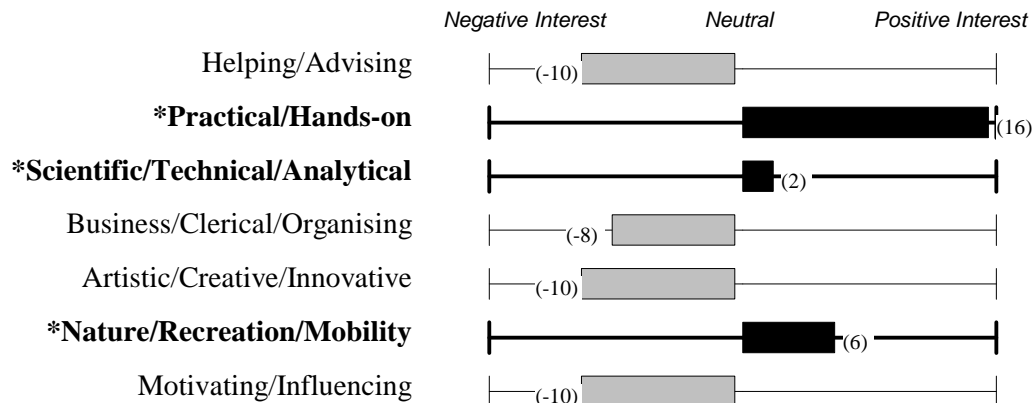 Negative Interest Neutral Positive Interest
Helping/Advising (-10)
*Practical/Hands-on (16)
*Scientific/Technical/Analytical (2)
Business/Clerical/Organising (-8)
Artistic/Creative/Innovative (-10)
*Nature/Recreation/Mobility (6)
Motivating/Influencing (-10)